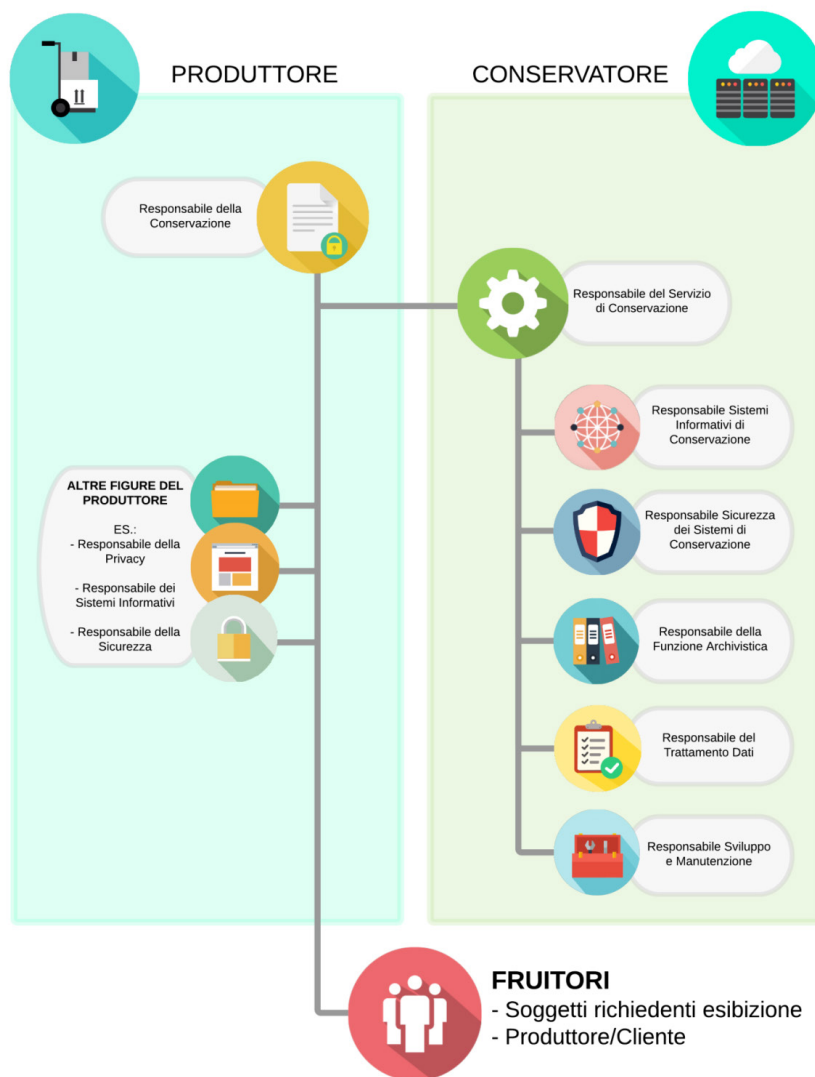 PRODUTTORE
CONSERVATORE
Responsabile della
Conservazione
Responsabile del Servizio
di Conservazione
Responsabile Sistemi
Informativi di
Conservazione
ALTRE FIGURE DEL
PRODUTTORE
ES.:
- Responsabile della
Privacy
- Responsabile dei
Sistemi Informativi
- Responsabile della
Sicurezza
Responsabile Sicurezza
dei Sistemi di
Conservazione
Responsabile della
Funzione Archivistica
Responsabile del
Trattamento Dati
Responsabile Sviluppo
e Manutenzione
FRUITORI
- Soggetti richiedenti esibizione
- Produttore/Cliente